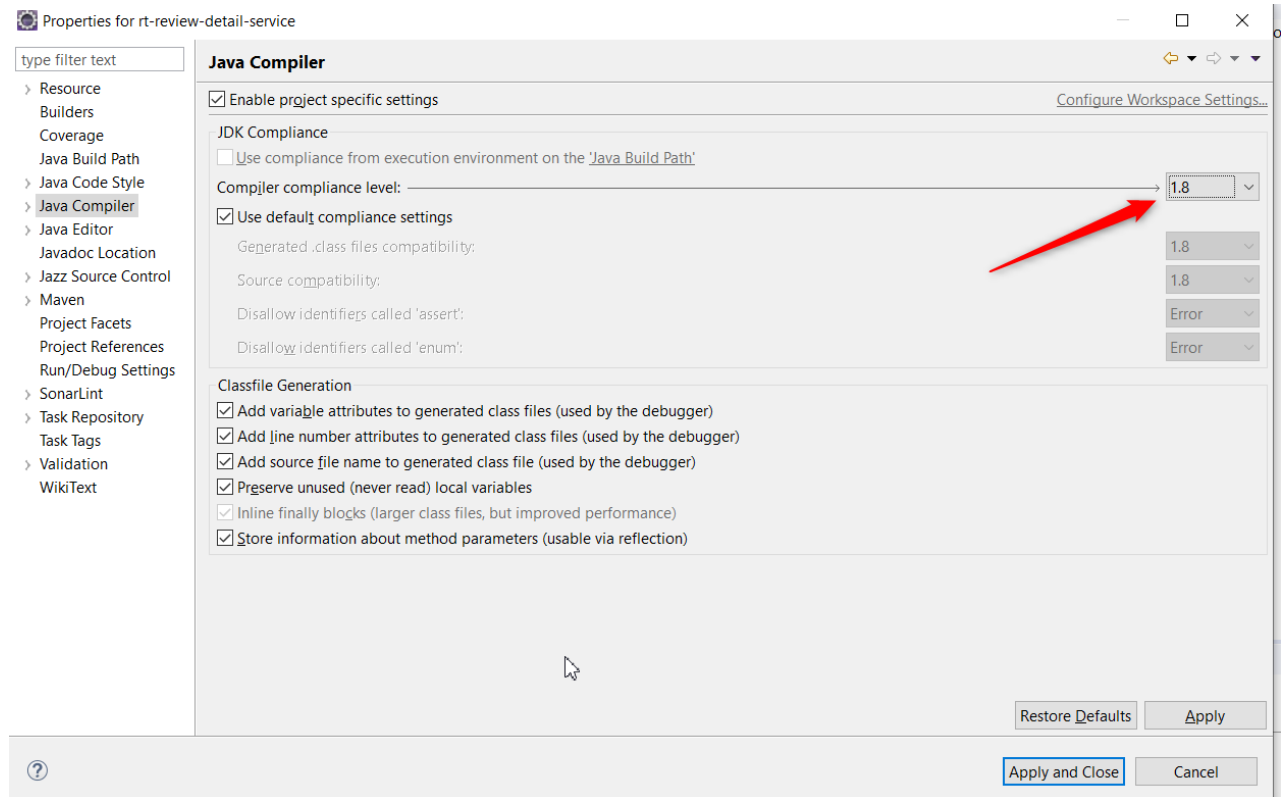 Properties for rt-review-detail-service
type filter text
Resource
Builders
Coverage
Java Build Path
Java Code Style
Java Compiler
Java Editor
Javadoc Location
Jazz Source Control
Maven
Project Facets
Project References
Run/Debug Settings
SonarLint
Task Repository
Task Tags
Validation
WikiText
Java Compiler
Enable project specific settings
Configure Workspace Settings...
JDK Compliance
Use compliance from execution environment on the 'Java Build Path'
Compiler compliance level: 1.8
Use default compliance settings
Generated .class files compatibility: 1.8
Source compatibility: 1.8
Disallow identifiers called 'assert': Error
Disallow identifiers called 'enum': Error
Classfile Generation
Add variable attributes to generated class files (used by the debugger)
Add line number attributes to generated class files (used by the debugger)
Add source file name to generated class file (used by the debugger)
Preserve unused (never read) local variables
Inline finally blocks (larger class files, but improved performance)
Store information about method parameters (usable via reflection)
Restore Defaults
Apply
?
Apply and Close
Cancel